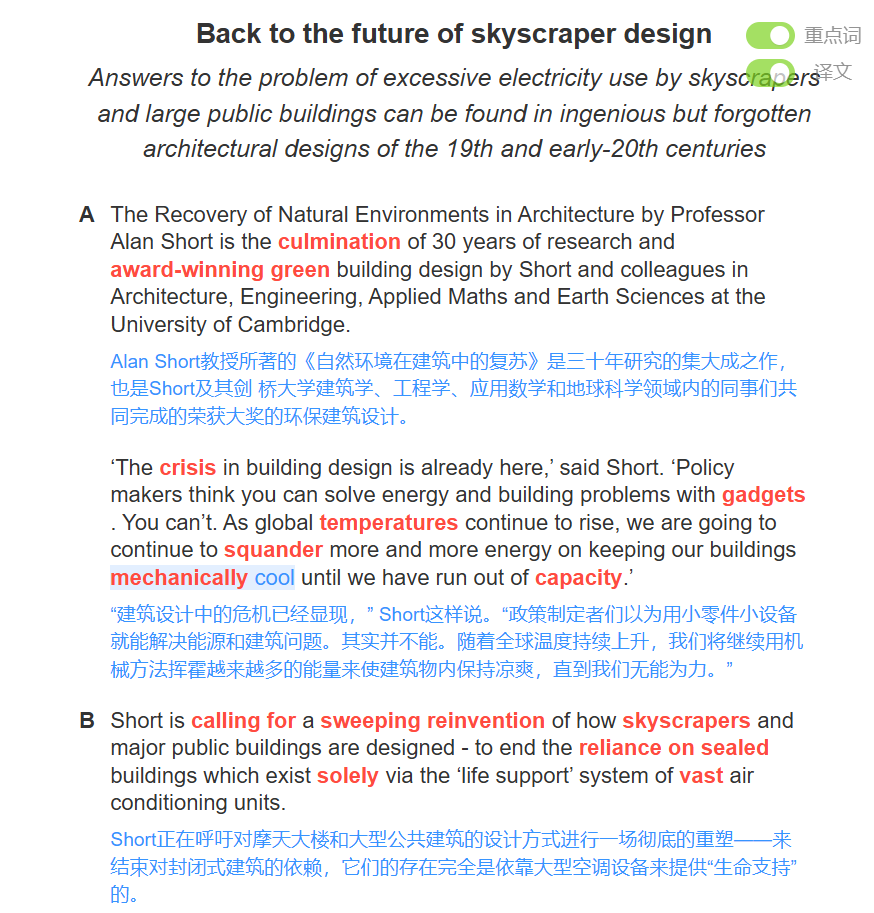 Back to the future of skyscraper design
重点词
Answers to the problem of excessive electricity use by skyscrapers
译文
and large public buildings can be found in ingenious but forgotten
architectural designs of the 19th and early-20th centuries
A The Recovery of Natural Environments in Architecture by Professor
Alan Short is the culmination of 30 years of research and
award-winning green building design by Short and colleagues in
Architecture, Engineering, Applied Maths and Earth Sciences at the
University of Cambridge.
Alan Short教授所著的《自然环境在建筑中的复苏》是三十年研究的集大成之作，
也是Short及其剑 桥大学建筑学、工程学、应用数学和地球科学领域内的同事们共
同完成的荣获大奖的环保建筑设计。
‘The crisis in building design is already here,’ said Short. ‘Policy
makers think you can solve energy and building problems with gadgets
. You can’t. As global temperatures continue to rise, we are going to
continue to squander more and more energy on keeping our buildings
mechanically cool until we have run out of capacity.’
“建筑设计中的危机已经显现，” Short这样说。“政策制定者们以为用小零件小设备
就能解决能源和建筑问题。其实并不能。随着全球温度持续上升，我们将继续用机
械方法挥霍越来越多的能量来使建筑物内保持凉爽，直到我们无能为力。”
B Short is calling for a sweeping reinvention of how skyscrapers and
major public buildings are designed - to end the reliance on sealed
buildings which exist solely via the ‘life support’ system of vast air
conditioning units.
Short正在呼吁对摩天大楼和大型公共建筑的设计方式进行一场彻底的重塑——来
结束对封闭式建筑的依赖，它们的存在完全是依靠大型空调设备来提供“生命支持”
的。